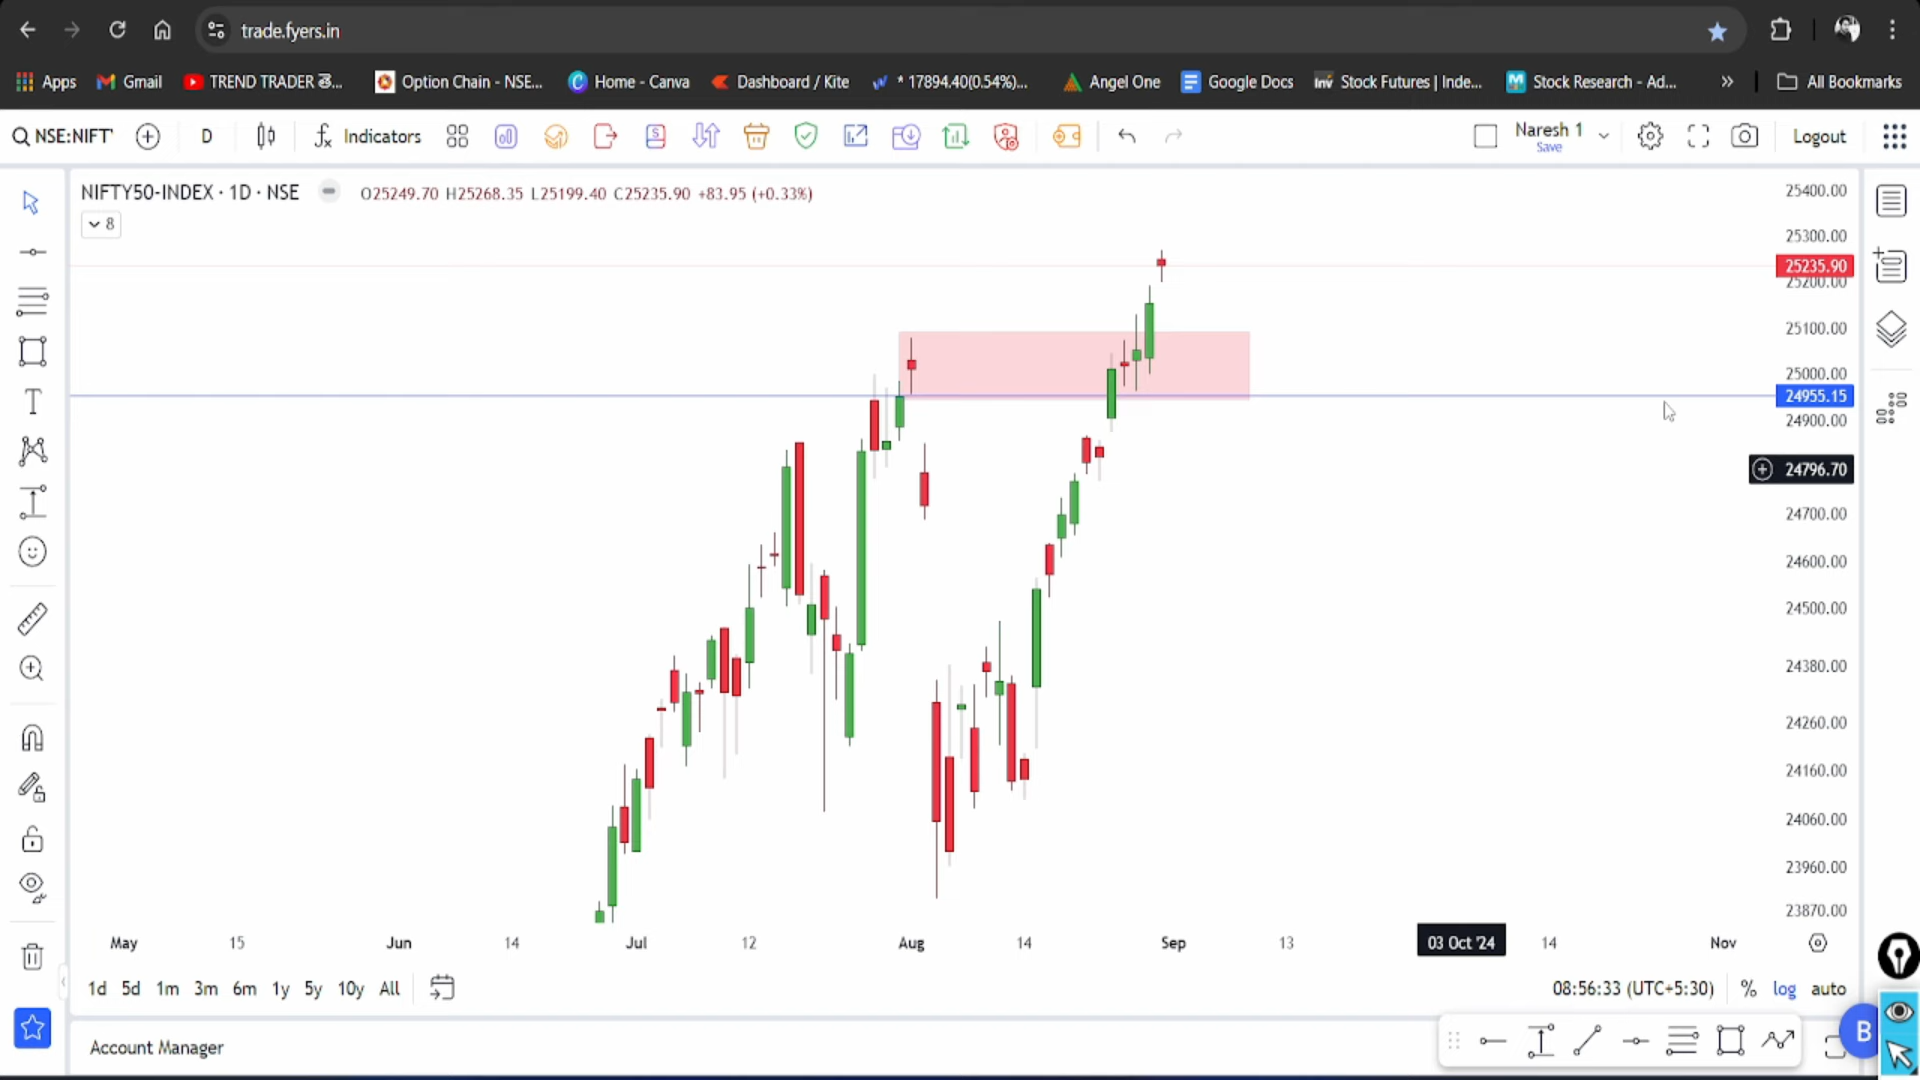 trade.fyers.in
Apps Gmail TREND TRADER తె... Option Chain - NSE... Home - Canva Dashboard / Kite * 17894.40(0.54%)... Angel One Google Docs Inv Stock Futures | Inde... Stock Research - Ad... » All Bookmarks
NSE:NIFT' D Indicators Naresh 1 Logout
Save
NIFTY50-INDEX · 1D · NSE O25249.70 H25268.35 L25199.40 C25235.90 +83.95 (+0.33%)
8
25400.00
25300.00
25235.90
25200.00
25100.00
25000.00
24955.15
24900.00
24796.70
24700.00
24600.00
24500.00
24380.00
24260.00
24160.00
24060.00
23960.00
23870.00
May 15 Jun 14 Jul 12 Aug 14 Sep 13 03 Oct '24 14 Nov
1d 5d 1m 3m 6m 1y 5y 10y All 08:56:33 (UTC+5:30) % log auto
Account Manager
B